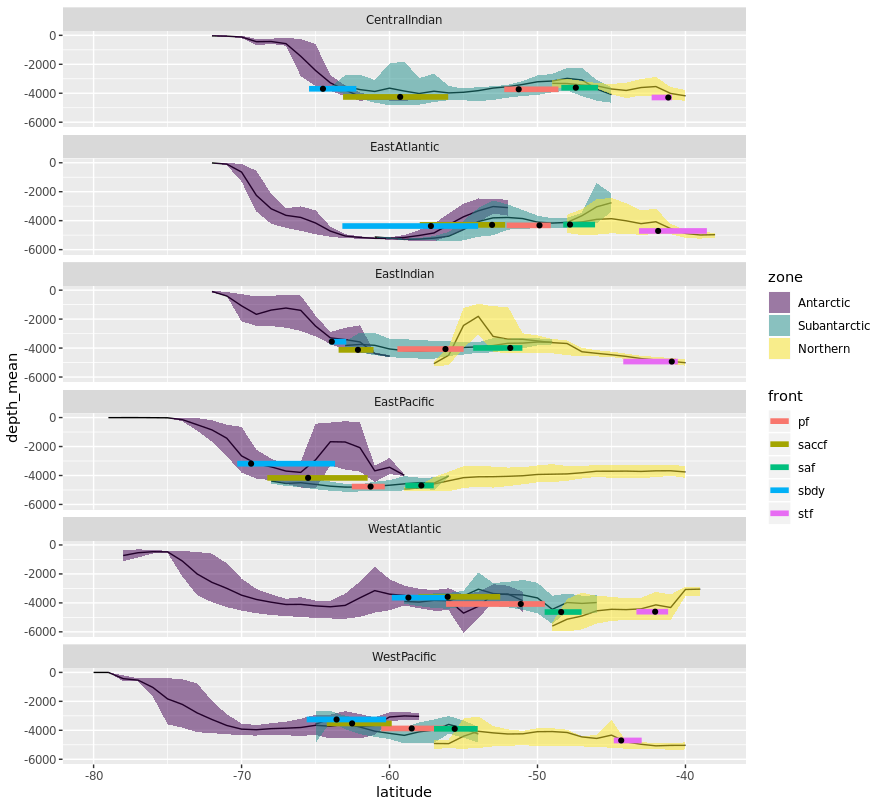 CentralIndian
0
-2000
-4000
-6000
EastAtlantic
0
-2000
-4000
-6000
EastIndian
0
-2000
-4000
-6000
EastPacific
0
-2000
-4000
-6000
WestAtlantic
0
-2000
-4000
-6000
WestPacific
0
-2000
-4000
-6000
-80
-70
-60
-50
-40
latitude
depth_mean
zone
Antarctic
Subantarctic
Northern
front
pf
saccf
saf
sbdy
stf